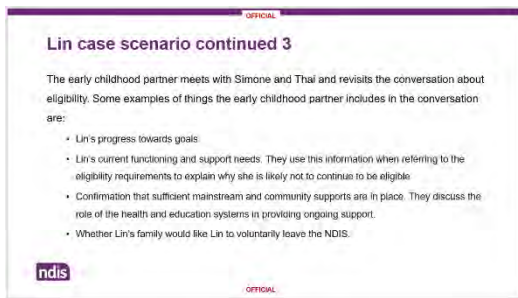 OFFICIAL
Lin case scenario continued 3
The early childhood partner meets with Simone and Thai and revisits the conversation about
eligibility. Some examples of things the early childhood partner includes in the conversation
are:
• Lin's progress towards goals
• Lin's current functioning and support needs. They use this information when referring to the
eligibility requirements to explain why she is likely not to continue to be eligible
• Confirmation that sufficient mainstream and community supports are in place. They discuss the
role of the health and education systems in providing ongoing support.
• Whether Lin's family would like Lin to voluntarily leave the NDIS.
ndis
OFFICIAL